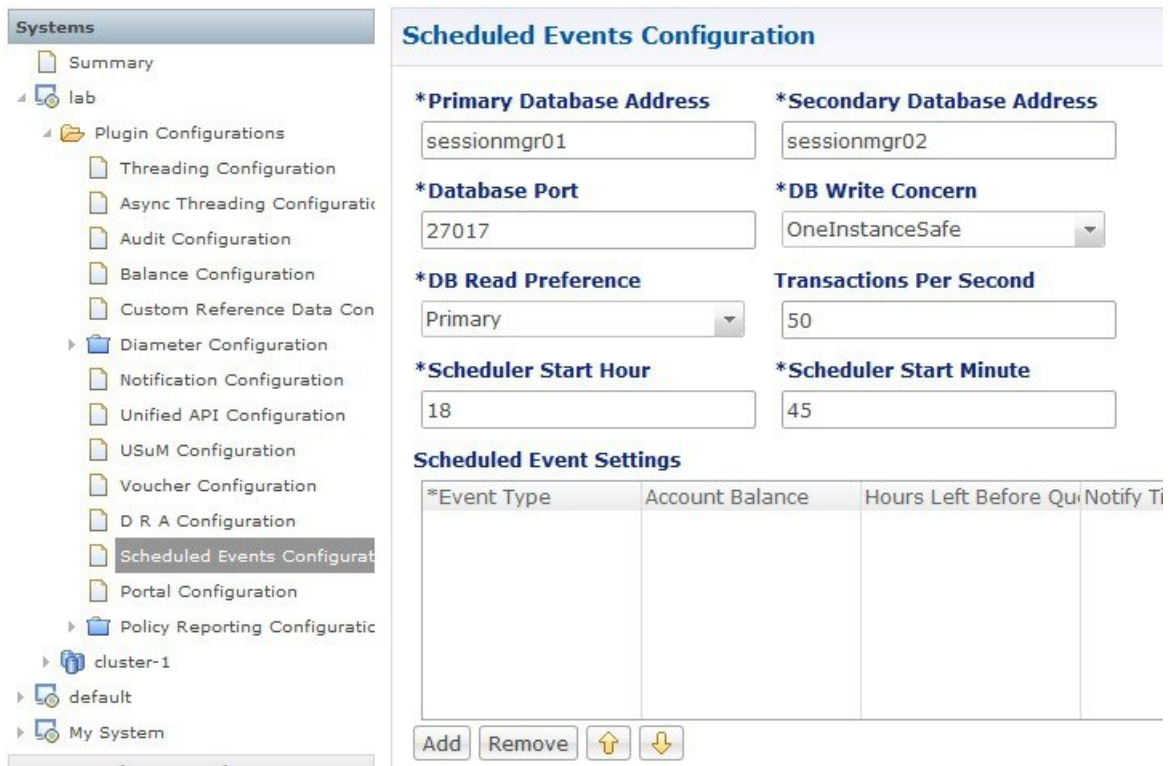 Systems
Summary
lab
Plugin Configurations
Threading Configuration
Async Threading Configuratic
Audit Configuration
Balance Configuration
Custom Reference Data Con
Diameter Configuration
Notification Configuration
Unified API Configuration
USuM Configuration
Voucher Configuration
D R A Configuration
Scheduled Events Configurat
Portal Configuration
Policy Reporting Configuratic
cluster-1
default
My System
Scheduled Events Configuration
*Primary Database Address *Secondary Database Address
sessionmgr01 sessionmgr02
*Database Port *DB Write Concern
27017 OneInstanceSafe
*DB Read Preference Transactions Per Second
Primary 50
*Scheduler Start Hour *Scheduler Start Minute
18 45
Scheduled Event Settings
*Event Type Account Balance Hours Left Before Qu Notify Ti
Add Remove